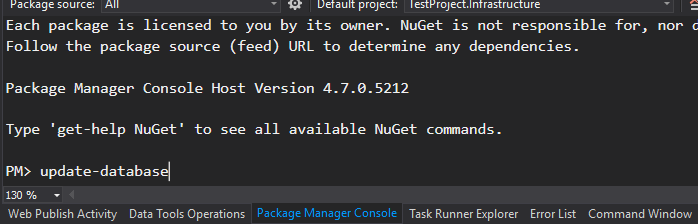 Package source: All Default project: TestProject.Infrastructure
Each package is licensed to you by its owner. NuGet is not responsible for, nor d
Follow the package source (feed) URL to determine any dependencies.
Package Manager Console Host Version 4.7.0.5212
Type 'get-help NuGet' to see all available NuGet commands.
PM> update-database
130 %
Web Publish Activity Data Tools Operations Package Manager Console Task Runner Explorer Error List Command Window